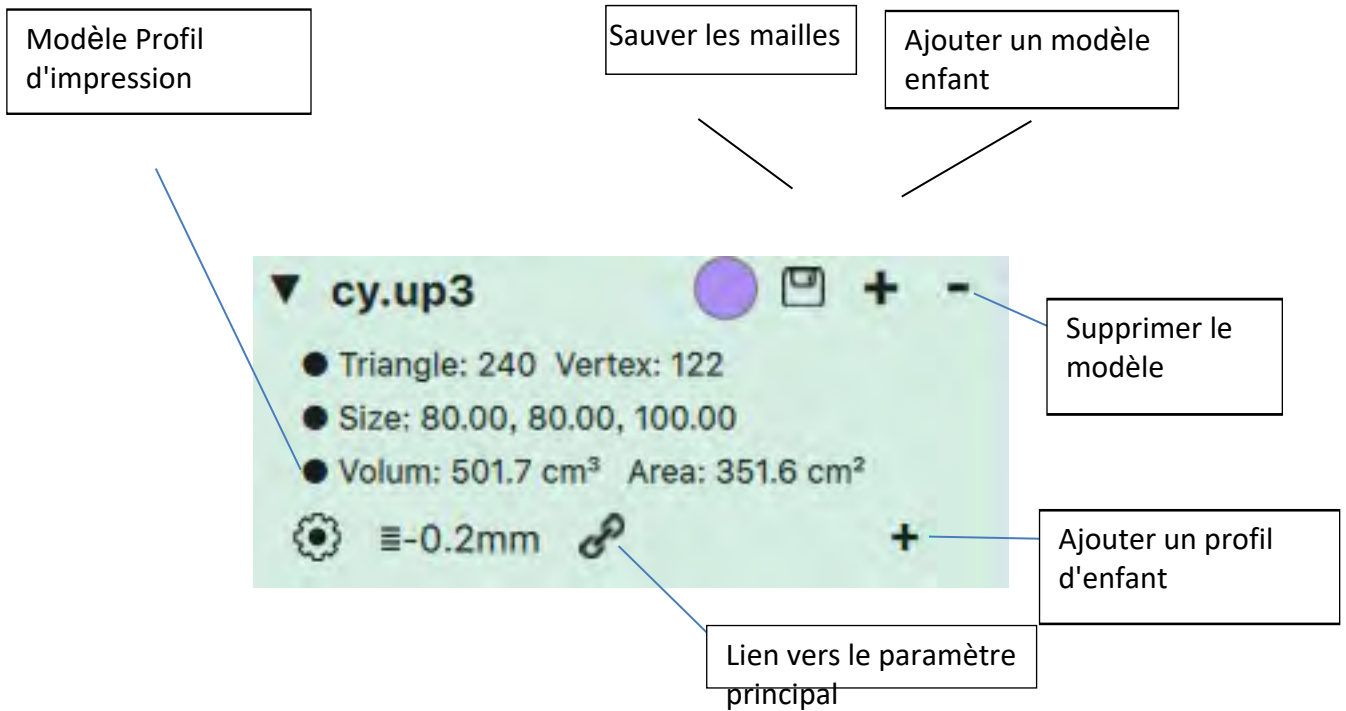 Modèle Profil
d'impression
Sauver les mailles
Ajouter un modèle
enfant
▼ cy.up3 + -
Supprimer le
modèle
● Triangle: 240 Vertex: 122
● Size: 80.00, 80.00, 100.00
● Volum: 501.7 cm³ Area: 351.6 cm²
≣-0.2mm +
Ajouter un profil
d'enfant
Lien vers le paramètre
principal